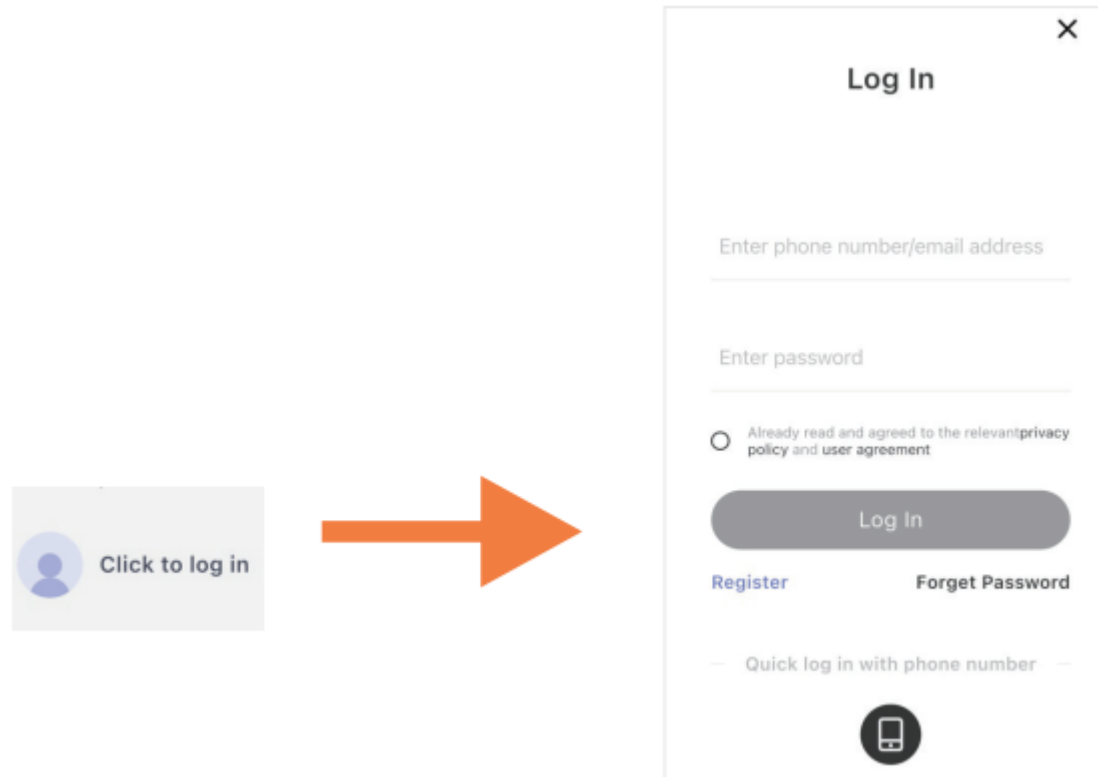 Log In
Enter phone number/email address
Enter password
Already read and agreed to the relevantprivacy
policy and user agreement
Log In
Click to log in
Register
Forget Password
Quick log in with phone number